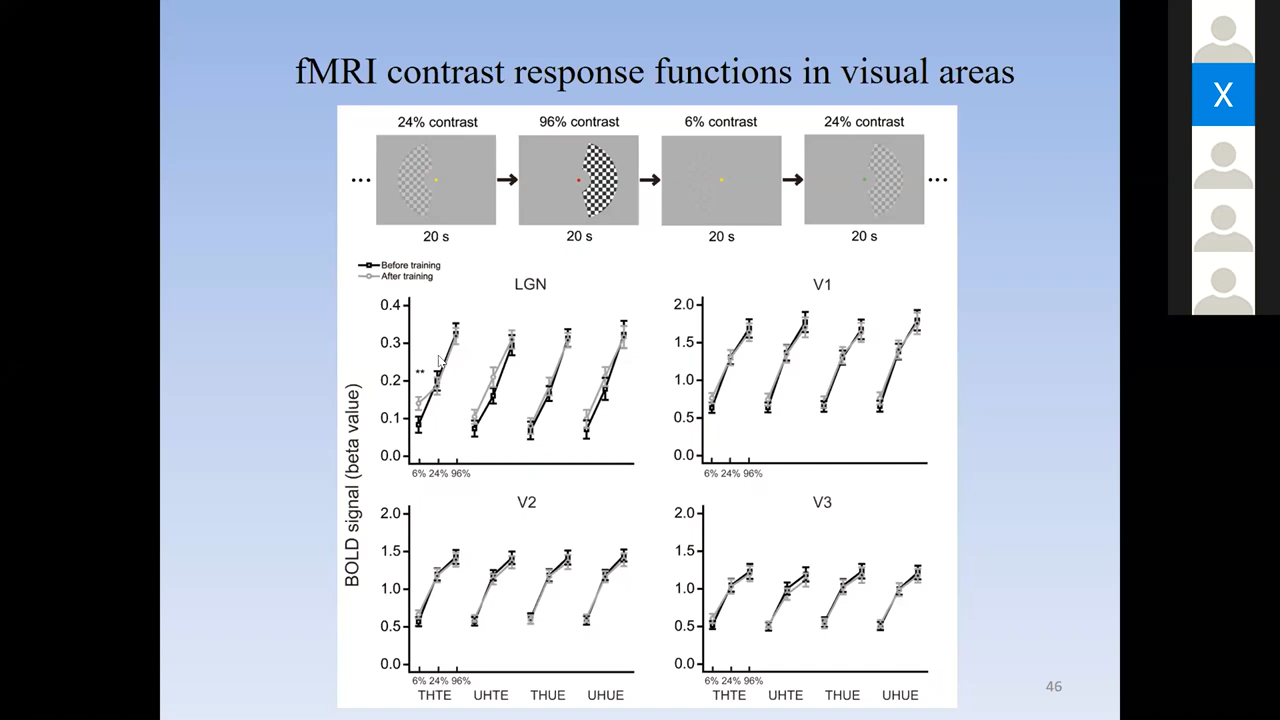 fMRI contrast response functions in visual areas
24% contrast 96% contrast 6% contrast 24% contrast
... ...
20 s 20 s 20 s 20 s
Before training
After training
LGN V1
0.4
0.3
0.2
0.1
0.0
**
6% 24% 96%
2.0
1.5
1.0
0.5
0.0
6% 24% 96%
BOLD signal (beta value)
V2 V3
2.0
1.5
1.0
0.5
0.0
6% 24% 96%
THTE UHTE THUE UHUE
2.0
1.5
1.0
0.5
0.0
6% 24% 96%
THTE UHTE THUE UHUE
46
X